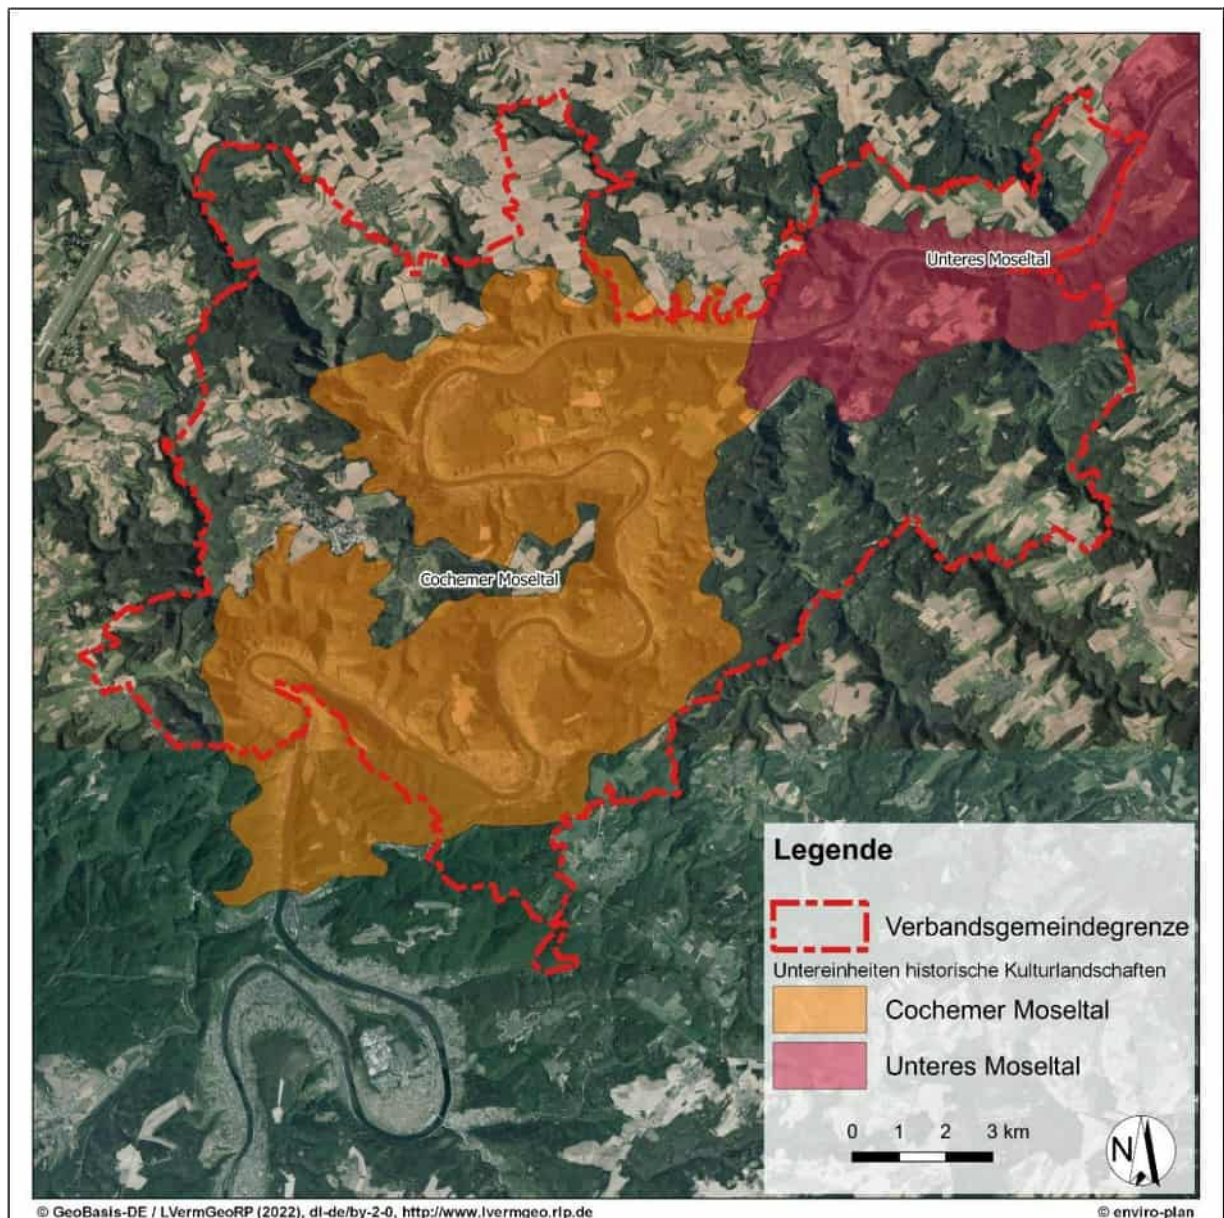 Unteres Moseltal
Cochemer Moseltal
Legende
Verbandsgemeindegrenze
Untereinheiten historische Kulturlandschaften
Cochemer Moseltal
Unteres Moseltal
0 1 2 3 km
N
© GeoBasis-DE / LVermGeoRP (2022), dl-de/by-2-0, http://www.lvermgeo.rlp.de
© enviro-plan